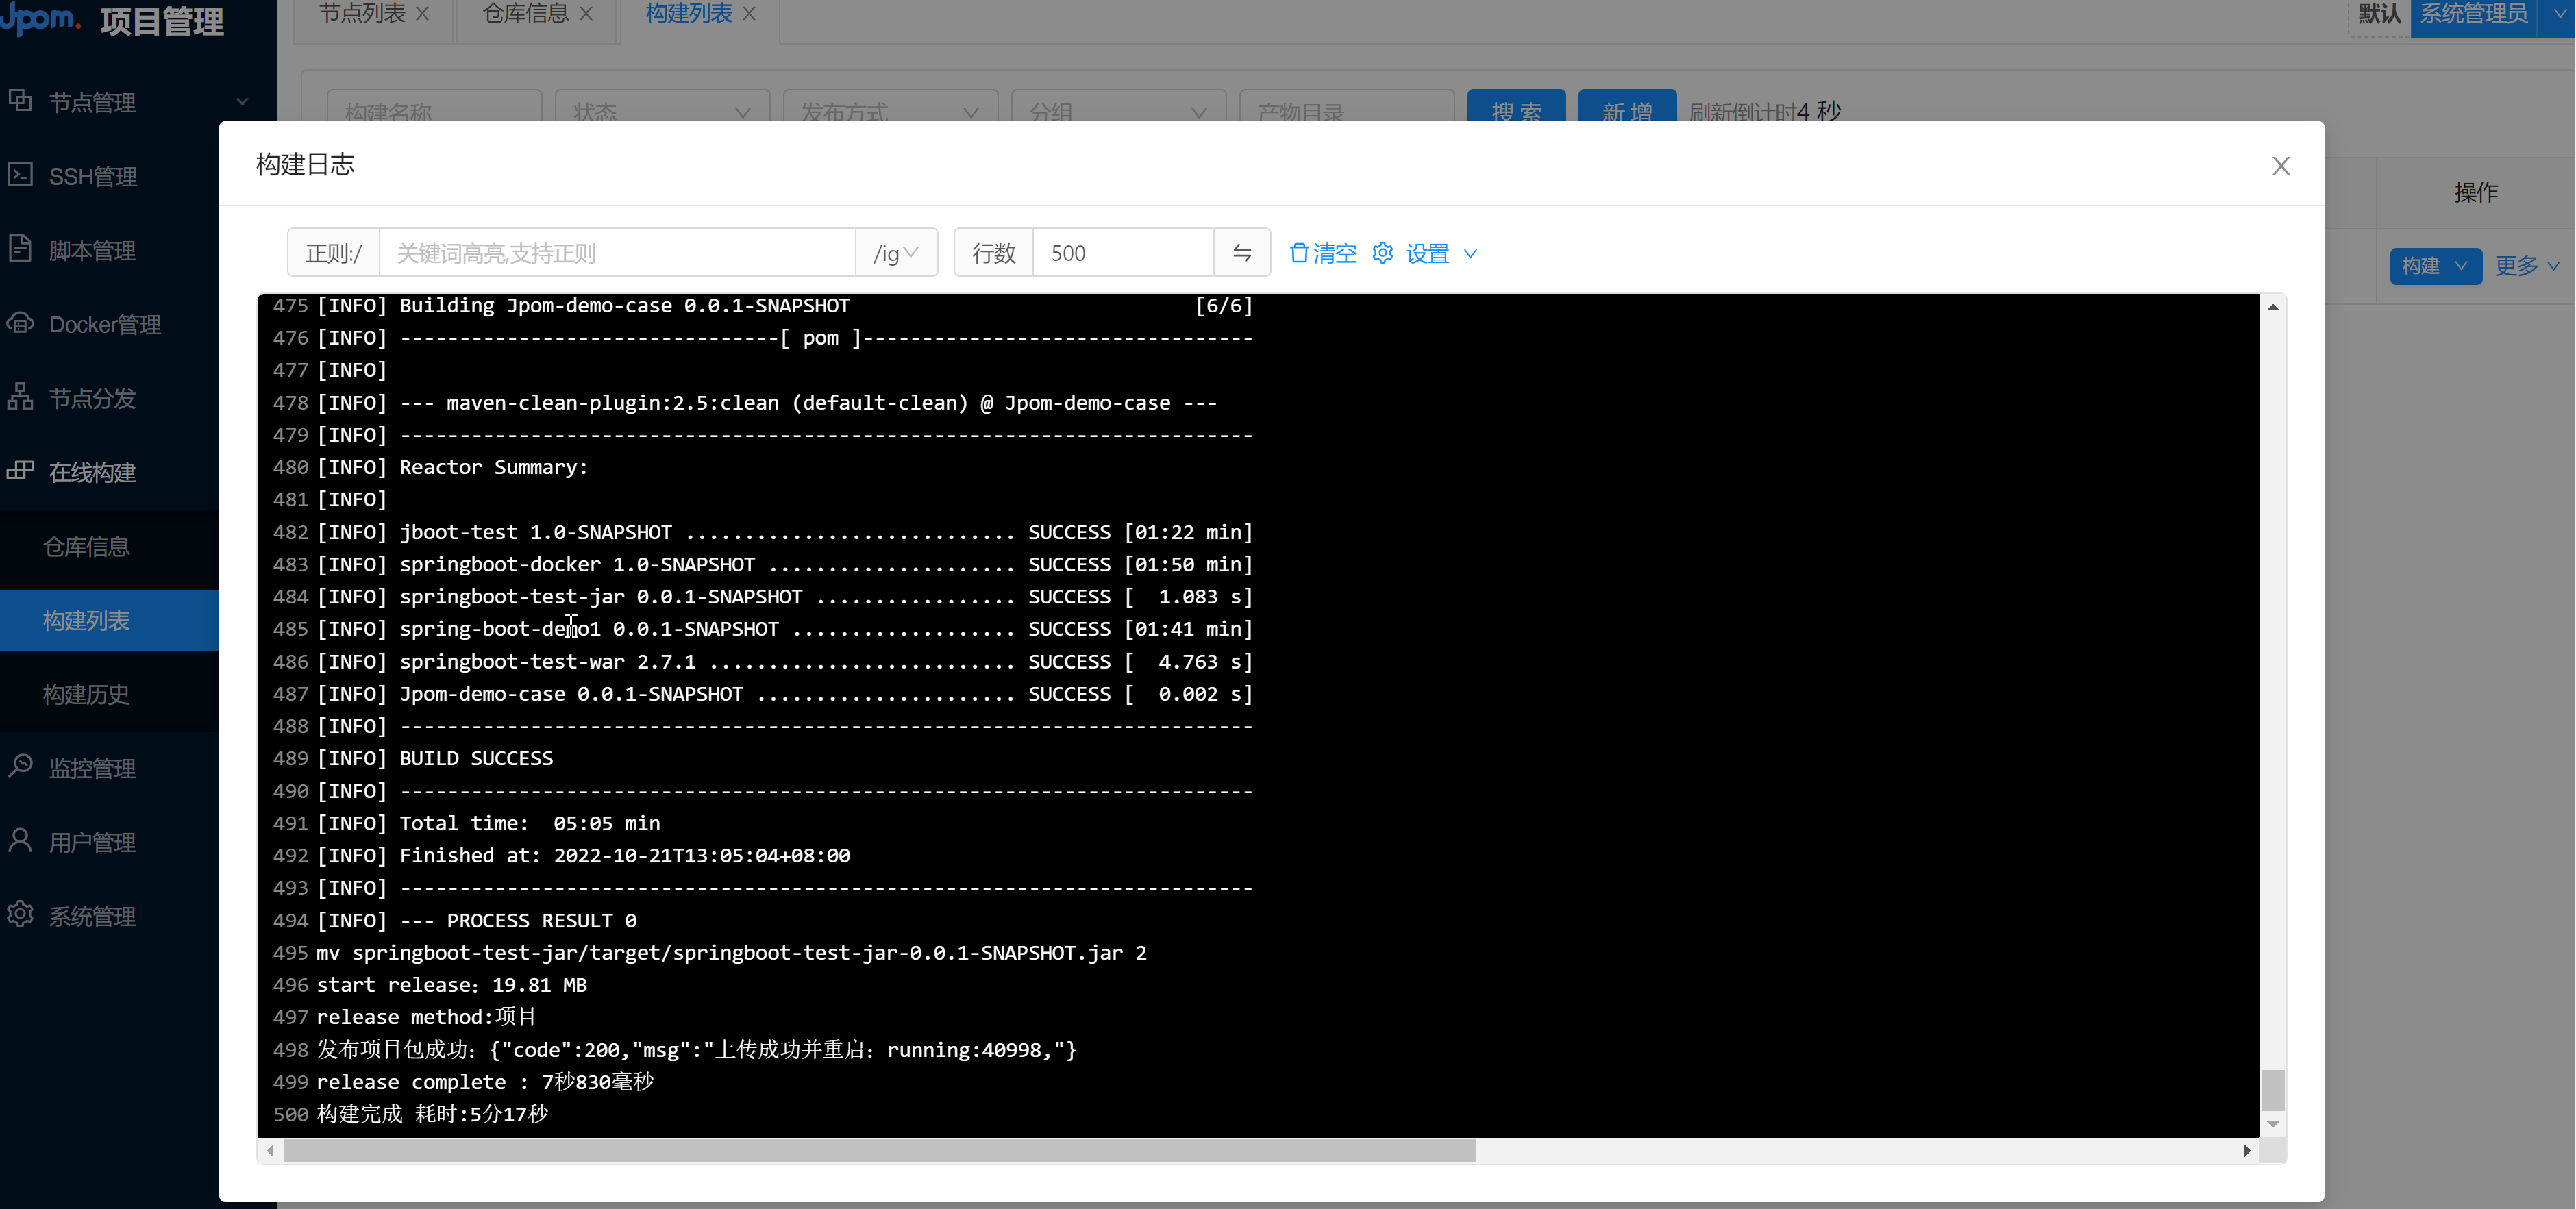 Jpom. 项目管理
节点列表
仓库信息
构建列表
默认
系统管理员
构建名称
状态
发布方式
分组
产物目录
搜 索
新 增
刷新倒计时4 秒
操作
构建
更多
节点管理
SSH管理
脚本管理
Docker管理
节点分发
在线构建
仓库信息
构建列表
构建历史
监控管理
用户管理
系统管理
构建日志
正则:/
关键词高亮,支持正则
/ig
行数
500
清空
设置
475 [INFO] Building Jpom-demo-case 0.0.1-SNAPSHOT [6/6]
476 [INFO] --------------------------------[ pom ]---------------------------------
477 [INFO]
478 [INFO] --- maven-clean-plugin:2.5:clean (default-clean) @ Jpom-demo-case ---
479 [INFO] ------------------------------------------------------------------------
480 [INFO] Reactor Summary:
481 [INFO]
482 [INFO] jboot-test 1.0-SNAPSHOT ............................ SUCCESS [01:22 min]
483 [INFO] springboot-docker 1.0-SNAPSHOT ..................... SUCCESS [01:50 min]
484 [INFO] springboot-test-jar 0.0.1-SNAPSHOT ................. SUCCESS [  1.083 s]
485 [INFO] spring-boot-demo1 0.0.1-SNAPSHOT ................... SUCCESS [01:41 min]
486 [INFO] springboot-test-war 2.7.1 .......................... SUCCESS [  4.763 s]
487 [INFO] Jpom-demo-case 0.0.1-SNAPSHOT ...................... SUCCESS [  0.002 s]
488 [INFO] ------------------------------------------------------------------------
489 [INFO] BUILD SUCCESS
490 [INFO] ------------------------------------------------------------------------
491 [INFO] Total time:  05:05 min
492 [INFO] Finished at: 2022-10-21T13:05:04+08:00
493 [INFO] ------------------------------------------------------------------------
494 [INFO] --- PROCESS RESULT 0
495 mv springboot-test-jar/target/springboot-test-jar-0.0.1-SNAPSHOT.jar 2
496 start release：19.81 MB
497 release method:项目
498 发布项目包成功：{"code":200,"msg":"上传成功并重启：running:40998,"}
499 release complete : 7秒830毫秒
500 构建完成 耗时:5分17秒